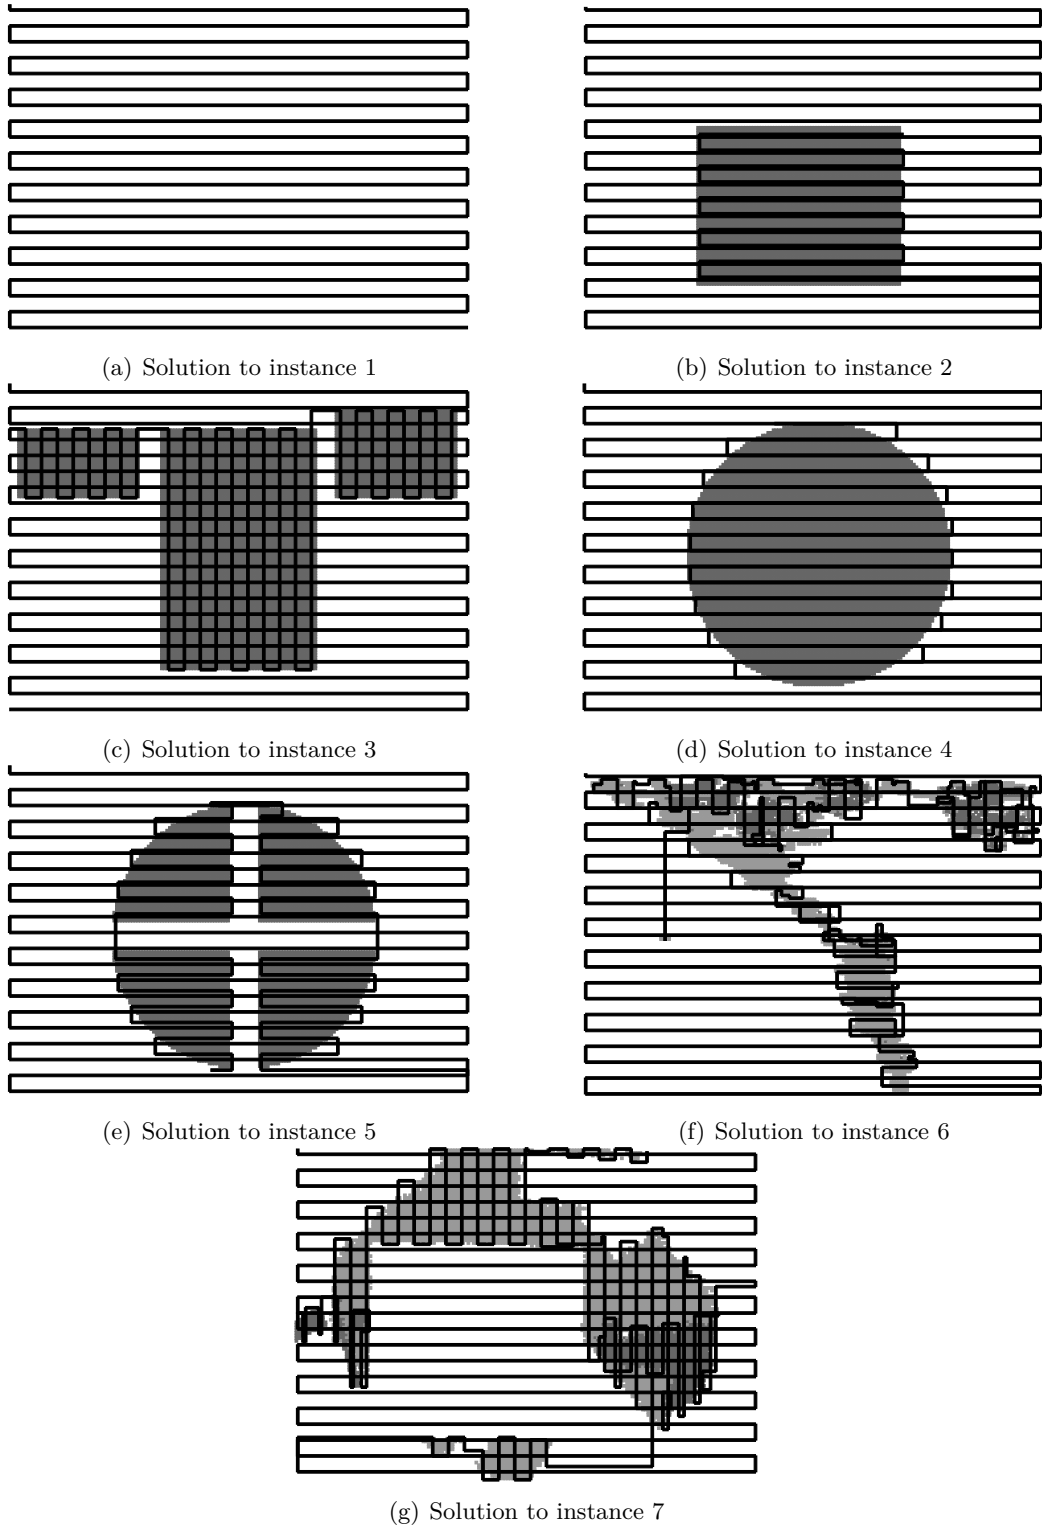 (a) Solution to instance 1
(b) Solution to instance 2
(c) Solution to instance 3
(d) Solution to instance 4
(e) Solution to instance 5
(f) Solution to instance 6
(g) Solution to instance 7